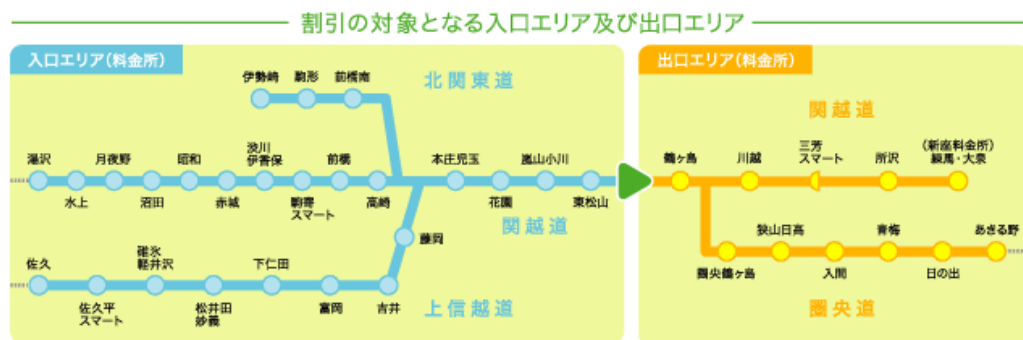 割引の対象となる入口エリア及び出口エリア
入口エリア(料金所)
出口エリア(料金所)
伊勢崎
駒形
前橋南
北関東道
関越道
湯沢
月夜野
昭和
渋川
伊香保
前橋
本庄児玉
嵐山小川
鶴ヶ島
川越
三芳
スマート
所沢
(新座料金所)
練馬・大泉
水上
沼田
赤城
駒寄
スマート
高崎
花園
東松山
関越道
藤岡
狭山日高
青梅
あきる野
佐久
碓氷
軽井沢
下仁田
圏央鶴ヶ島
入間
日の出
佐久平
スマート
松井田
妙義
富岡
吉井
上信越道
圏央道